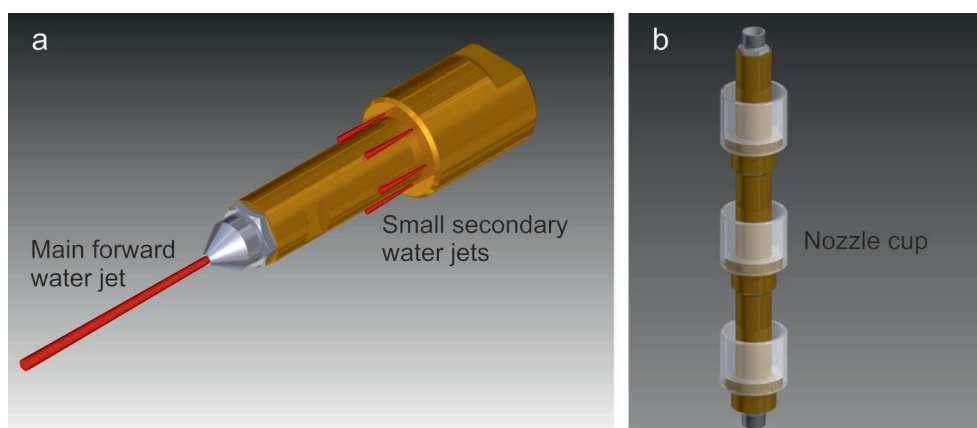 a
Main forward
water jet
Small secondary
water jets
b
Nozzle cup